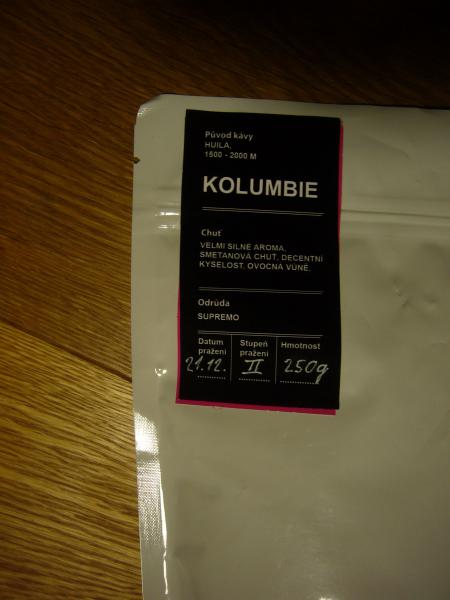 Původ kávy
HUILA,
1500 - 2000 M
KOLUMBIE
Chuť
VELMI SILNÉ AROMA,
SMETANOVÁ CHUŤ, DECENTNÍ
KYSELOST, OVOCNÁ VŮNĚ.
Odrůda
SUPREMO
Datum pražení Stupeň pražení Hmotnost
21.12. II 250g